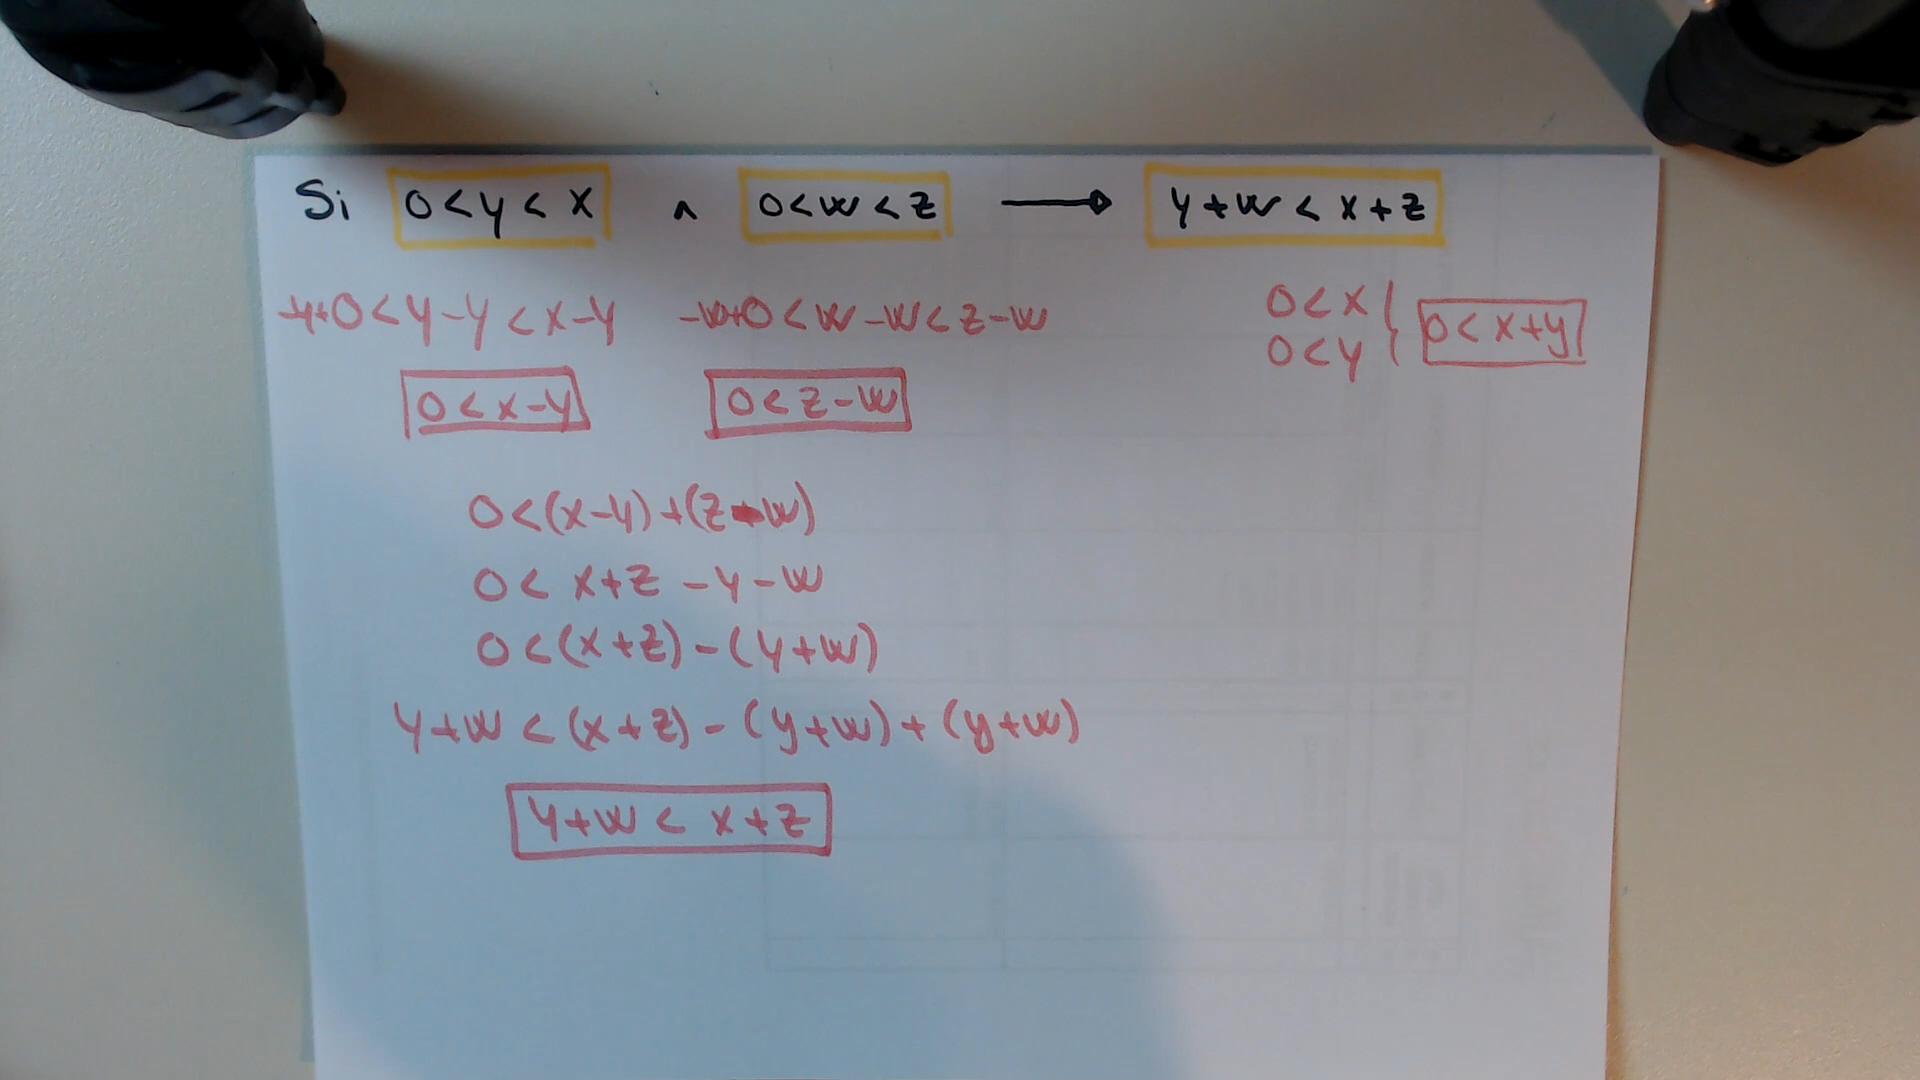 Si 0<y<x ∧ 0<w<z → y+w<x+z
-y+0<y-y<x-y -w+0<w-w<z-w
0<x
0<y } 0<x+y
0<x-y 0<z-w
0<(x-y)+(z-w)
0<x+z-y-w
0<(x+z)-(y+w)
y+w<(x+z)-(y+w)+(y+w)
y+w<x+z